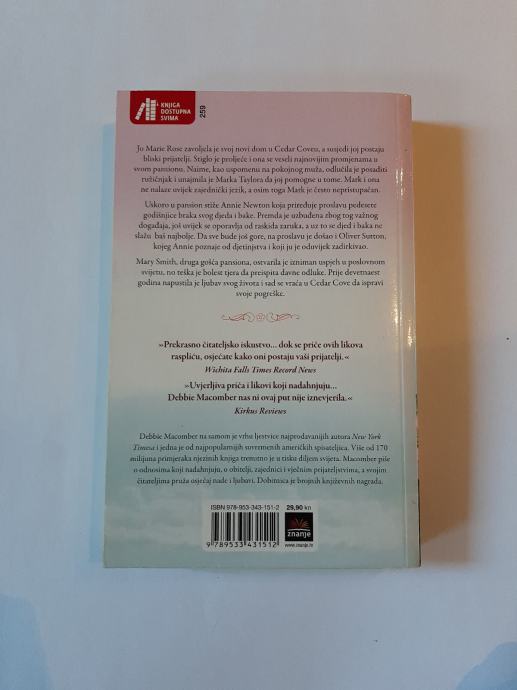 KNJIGA
DOSTUPNA
SVIMA
259
Jo Marie Rose zavoljela je svoj novi dom u Cedar Coveu, a susjedi joj postaju
bliski prijatelji. Stiglo je proljeće i ona se veseli najnovijim promjenama u
svom pansionu. Naime, kao uspomenu na pokojnog muža, odlučila je posaditi
ružičnjak i unajmila je Marka Taylora da joj pomogne u tome. Mark i ona
ne nalaze uvijek zajednički jezik, a osim toga Mark je često nepristupačan.
Uskoro u pansion stiže Annie Newton koja priređuje proslavu pedesete
godišnjice braka svog djeda i bake. Premda je uzbuđena zbog tog važnog
događaja, još uvijek se oporavlja od raskida zaruka, a uz to se djed i baka ne
slažu baš najbolje. Da sve bude još gore, na proslavu je došao i Oliver Sutton,
kojeg Annie poznaje od djetinjstva i koji ju je odovijek zadirkivao.
Mary Smith, druga gošća pansiona, ostvarila je izniman uspjeh u poslovnom
svijetu, no teška je bolest tjera da preispita davne odluke. Prije devetnaest
godina napustila je ljubav svog života i sad se vraća u Cedar Cove da ispravi
svoje pogreške.
»Prekrasno čitateljsko iskustvo... dok se priče ovih likova
raspliću, osjećate kako oni postaju vaši prijatelji.«
Wichita Falls Times Record News
»Uvjerljiva priča i likovi koji nadahnjuju...
Debbie Macomber nas ni ovaj put nije iznevjerila.«
Kirkus Reviews
Debbie Macomber na samom je vrhu ljestvice najprodavanijih autora New York
Timesa i jedna je od najpopularnijih suvremenih američkih spisateljica. Više od 170
milijuna primjeraka njezinih knjiga trenutno je u tisku diljem svijeta. Macomber piše
o odnosima koji nadahnjuju, o obitelji, zajednici i vječnim prijateljstvima, a svojim
čitateljima pruža osjećaj nade i ljubavi. Dobitnica je brojnih književnih nagrada.
ISBN 978-953-343-151-2
29,90 kn
9 789533 431512
znanje
www.znanje.hr